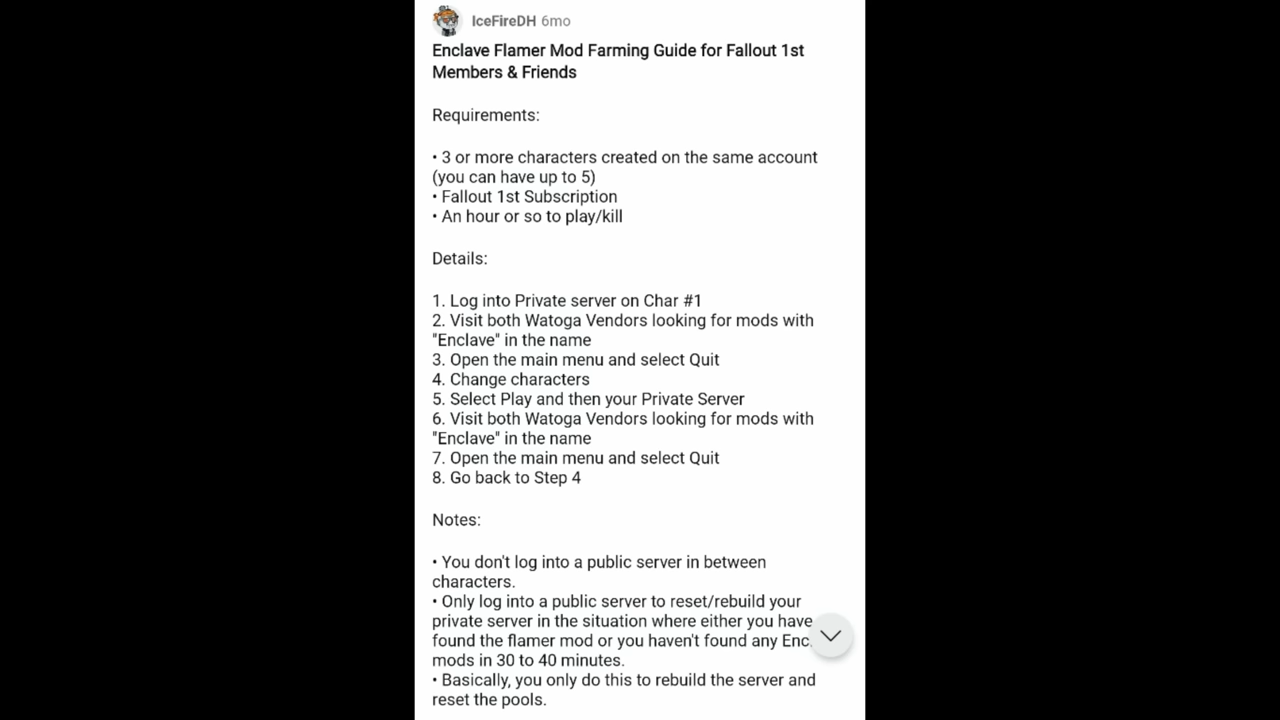 IceFireDH 6mo
Enclave Flamer Mod Farming Guide for Fallout 1st
Members & Friends
Requirements:
• 3 or more characters created on the same account
(you can have up to 5)
• Fallout 1st Subscription
• An hour or so to play/kill
Details:
1. Log into Private server on Char #1
2. Visit both Watoga Vendors looking for mods with
"Enclave" in the name
3. Open the main menu and select Quit
4. Change characters
5. Select Play and then your Private Server
6. Visit both Watoga Vendors looking for mods with
"Enclave" in the name
7. Open the main menu and select Quit
8. Go back to Step 4
Notes:
• You don't log into a public server in between
characters.
• Only log into a public server to reset/rebuild your
private server in the situation where either you have
found the flamer mod or you haven't found any Enc
mods in 30 to 40 minutes.
• Basically, you only do this to rebuild the server and
reset the pools.